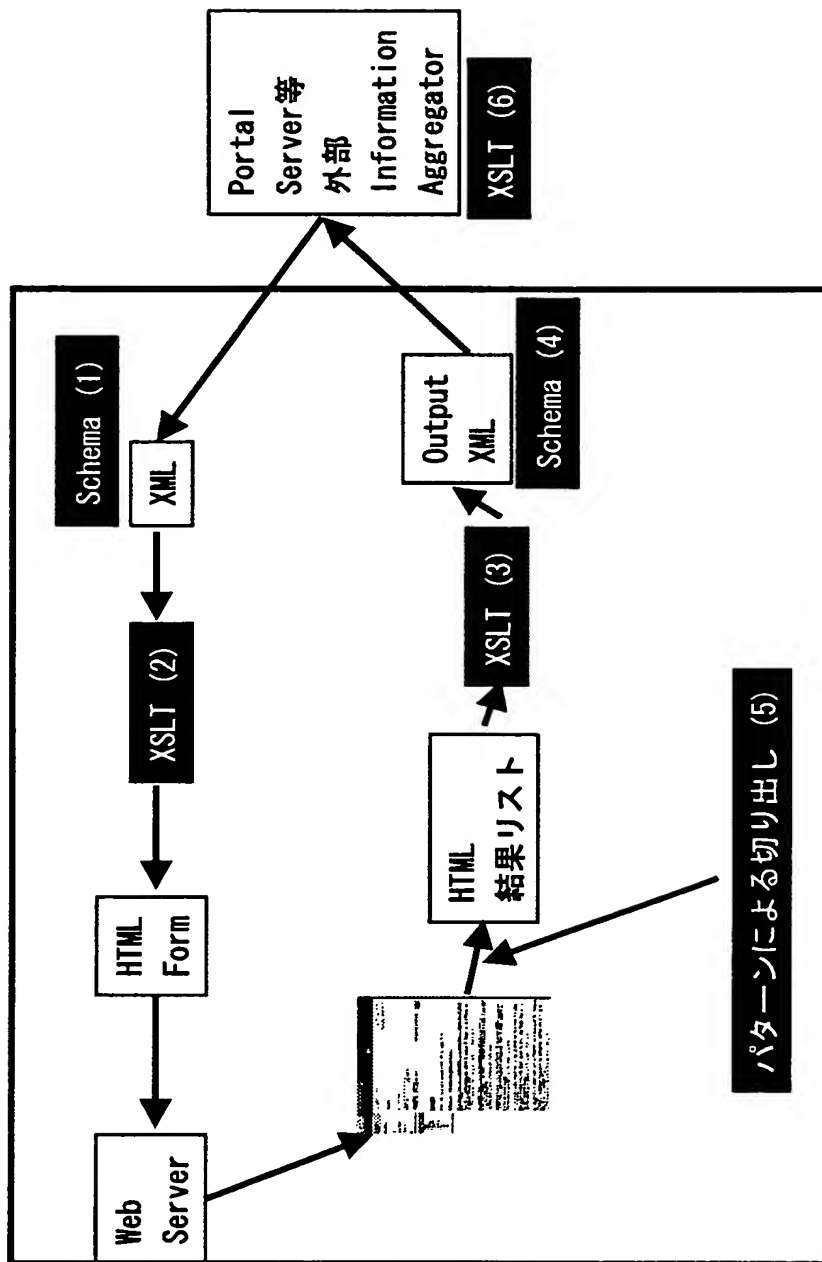 Web
Server
HTML
Form
XSLT (2)
XML
Schema (1)
Portal
Server等
外部
Information
Aggregator
XSLT (6)
HTML
結果リスト
XSLT (3)
Output
XML
Schema (4)
パターンによる切り出し (5)